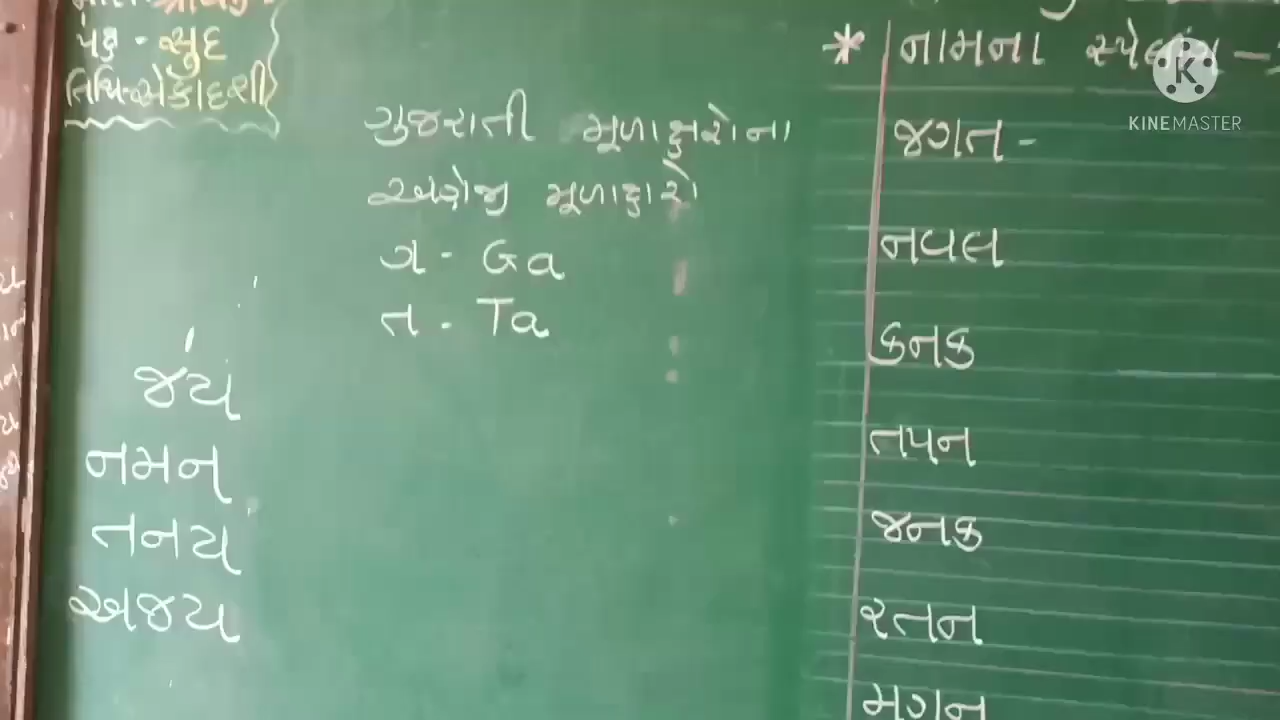 પક્ષ - સુદ
તિથિ-એકાદશી
ગુજરાતી મૂળાક્ષરોના
અંગ્રેજી મૂળાક્ષરો
ગ - Ga
ત - Ta
જય
નમન
તનય
અજય
* નામના સ્પેલીંગ -
KINEMASTER
જગત -
નવલ
કનક
તપન
જનક
રતન
મગન